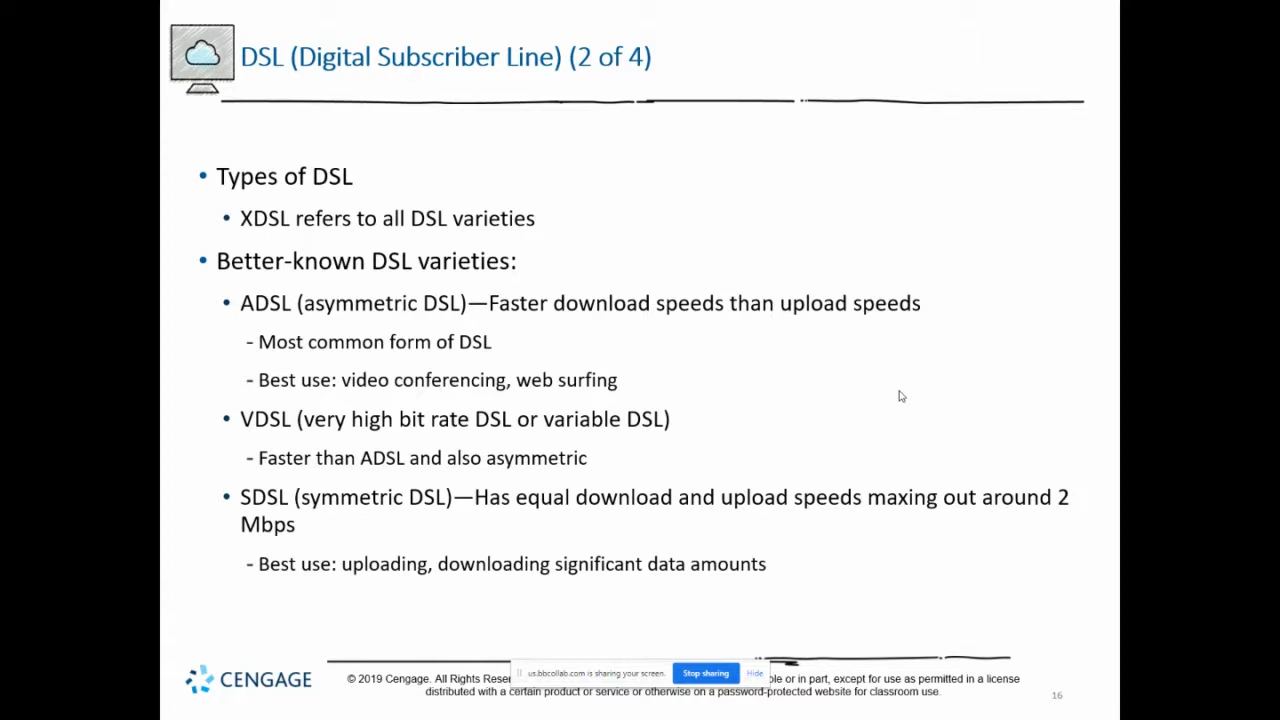 DSL (Digital Subscriber Line) (2 of 4)
• Types of DSL
• XDSL refers to all DSL varieties
• Better-known DSL varieties:
• ADSL (asymmetric DSL)—Faster download speeds than upload speeds
- Most common form of DSL
- Best use: video conferencing, web surfing
• VDSL (very high bit rate DSL or variable DSL)
- Faster than ADSL and also asymmetric
• SDSL (symmetric DSL)—Has equal download and upload speeds maxing out around 2
Mbps
- Best use: uploading, downloading significant data amounts
CENGAGE
© 2019 Cengage. All Rights
us.bbcollab.com is sharing your screen. Stop sharing Hide
or in part, except for use as permitted in a license
distributed with a certain product or service or otherwise on a password-protected website for classroom use.
16